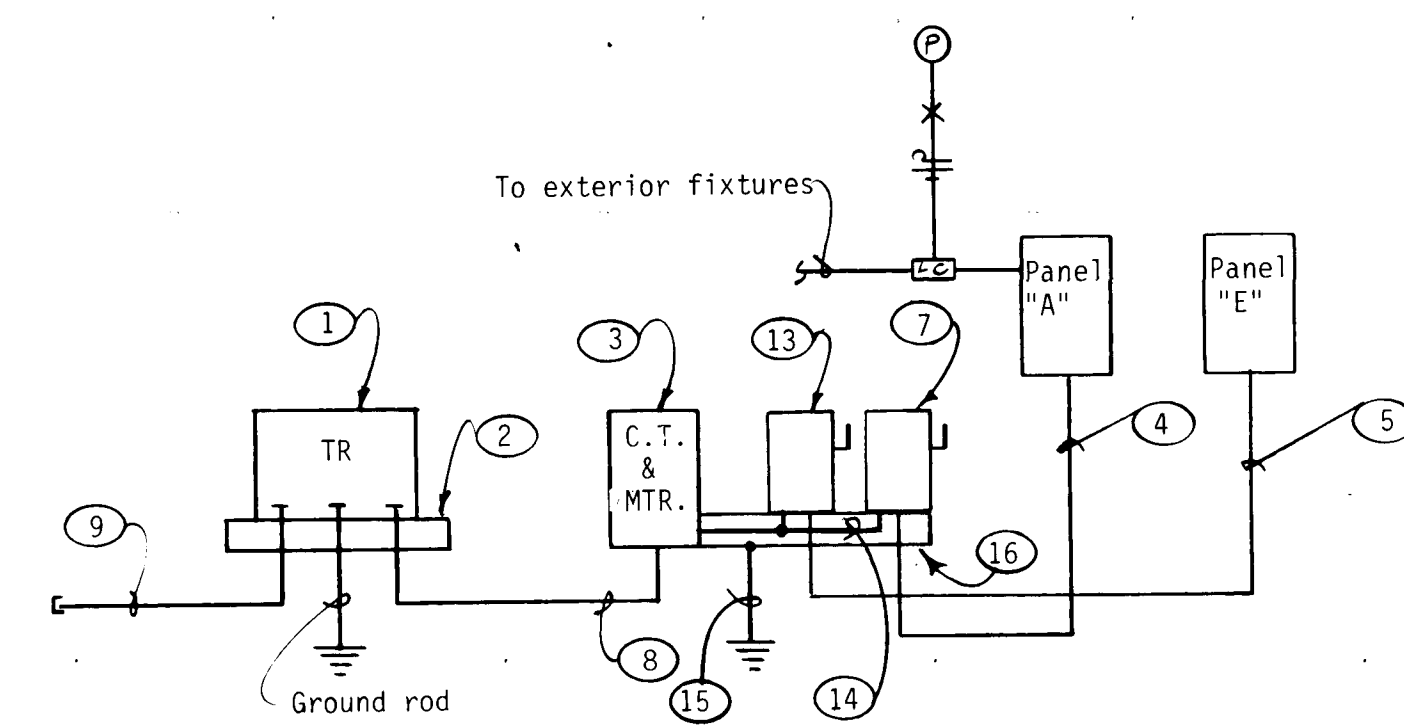 P
To exterior fixtures
LC
Panel
"A"
Panel
"E"
1
3
13
7
TR
2
C.T.
&
MTR.
4
5
9
16
8
15
14
Ground rod